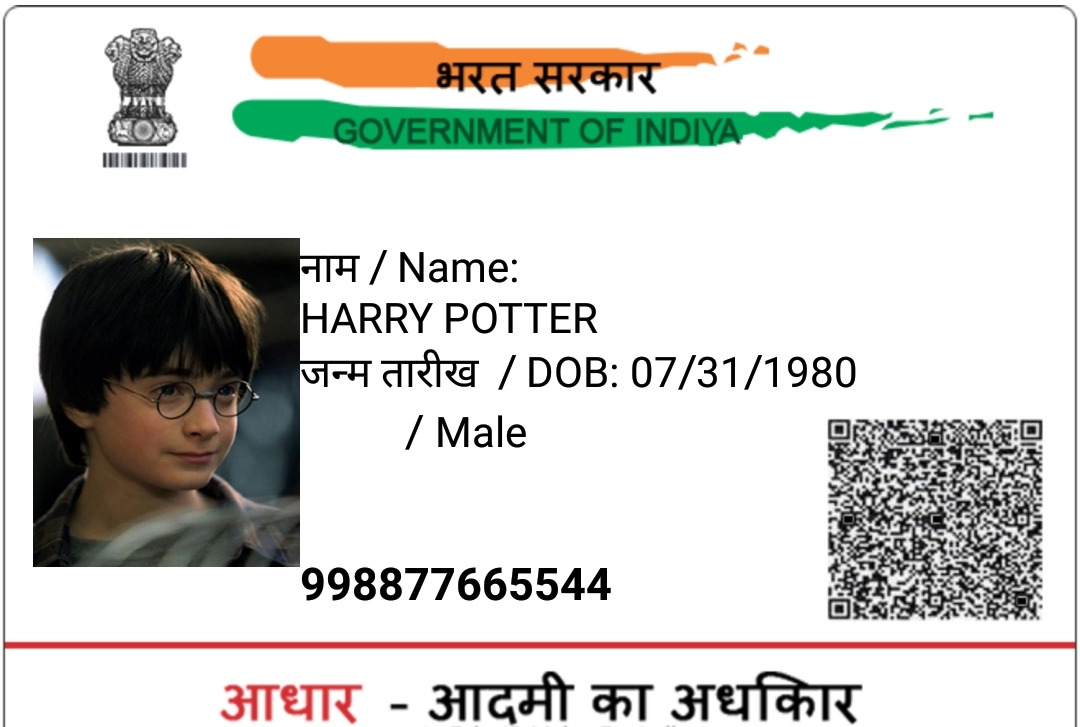 भरत सरकार
GOVERNMENT OF INDIYA
नाम / Name:
HARRY POTTER
जन्म तारीख / DOB: 07/31/1980
/ Male
998877665544
आधार - आदमी का अधकिार